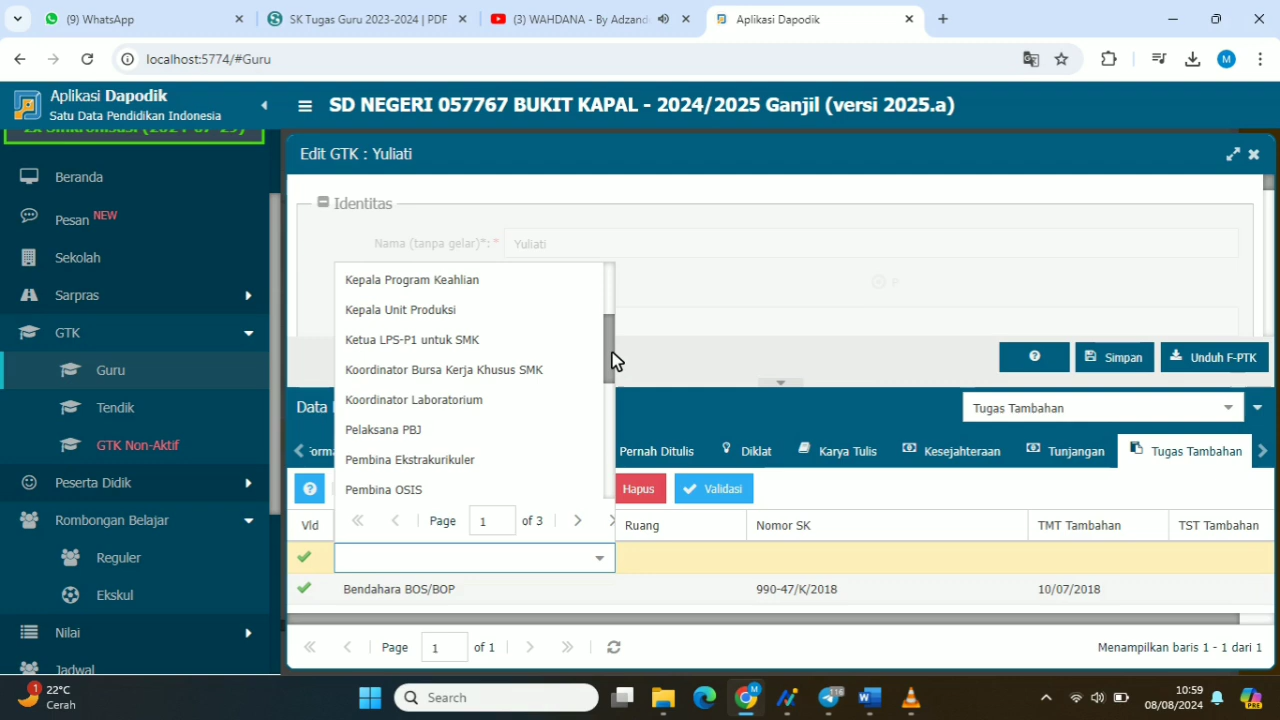 (9) WhatsApp
SK Tugas Guru 2023-2024 | PDF
(3) WAHDANA - By Adzand
Aplikasi Dapodik
localhost:5774/#Guru
M
Aplikasi Dapodik
Satu Data Pendidikan Indonesia
SD NEGERI 057767 BUKIT KAPAL - 2024/2025 Ganjil (versi 2025.a)
Beranda
Pesan NEW
Sekolah
Sarpras
GTK
Guru
Tendik
GTK Non-Aktif
Peserta Didik
Rombongan Belajar
Reguler
Ekskul
Nilai
Jadwal
Edit GTK : Yuliati
Identitas
Nama (tanpa gelar)*: * Yuliati
P
Simpan
Unduh F-PTK
Data
Tugas Tambahan
Pernah Ditulis
Diklat
Karya Tulis
Kesejahteraan
Tunjangan
Tugas Tambahan
Hapus
Validasi
Kepala Program Keahlian
Kepala Unit Produksi
Ketua LPS-P1 untuk SMK
Koordinator Bursa Kerja Khusus SMK
Koordinator Laboratorium
Pelaksana PBJ
Pembina Ekstrakurikuler
Pembina OSIS
Page 1 of 3
Vld
Ruang
Nomor SK
TMT Tambahan
TST Tambahan
Bendahara BOS/BOP
990-47/K/2018
10/07/2018
Page 1 of 1
Menampilkan baris 1 - 1 dari 1
1
22°C
Cerah
Search
M
116
10:59
08/08/2024
PRE